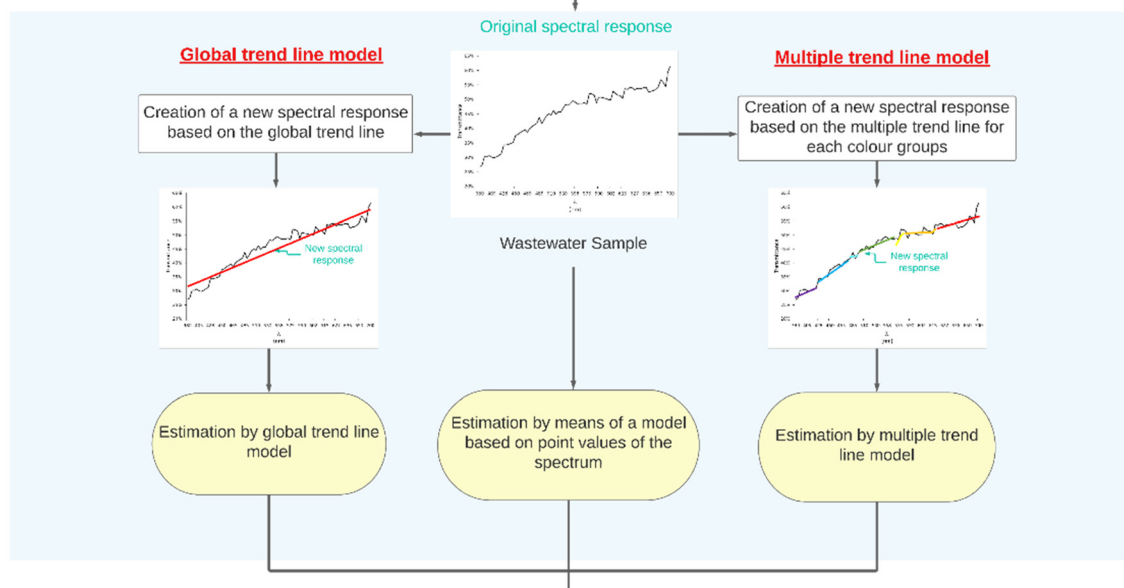 Original spectral response
Global trend line model
Multiple trend line model
Creation of a new spectral response
based on the global trend line
Creation of a new spectral response
based on the multiple trend line for
each colour groups
New spectral
response
New spectral
response
Wastewater Sample
Estimation by global trend line
model
Estimation by means of a model
based on point values of the
spectrum
Estimation by multiple trend
line model